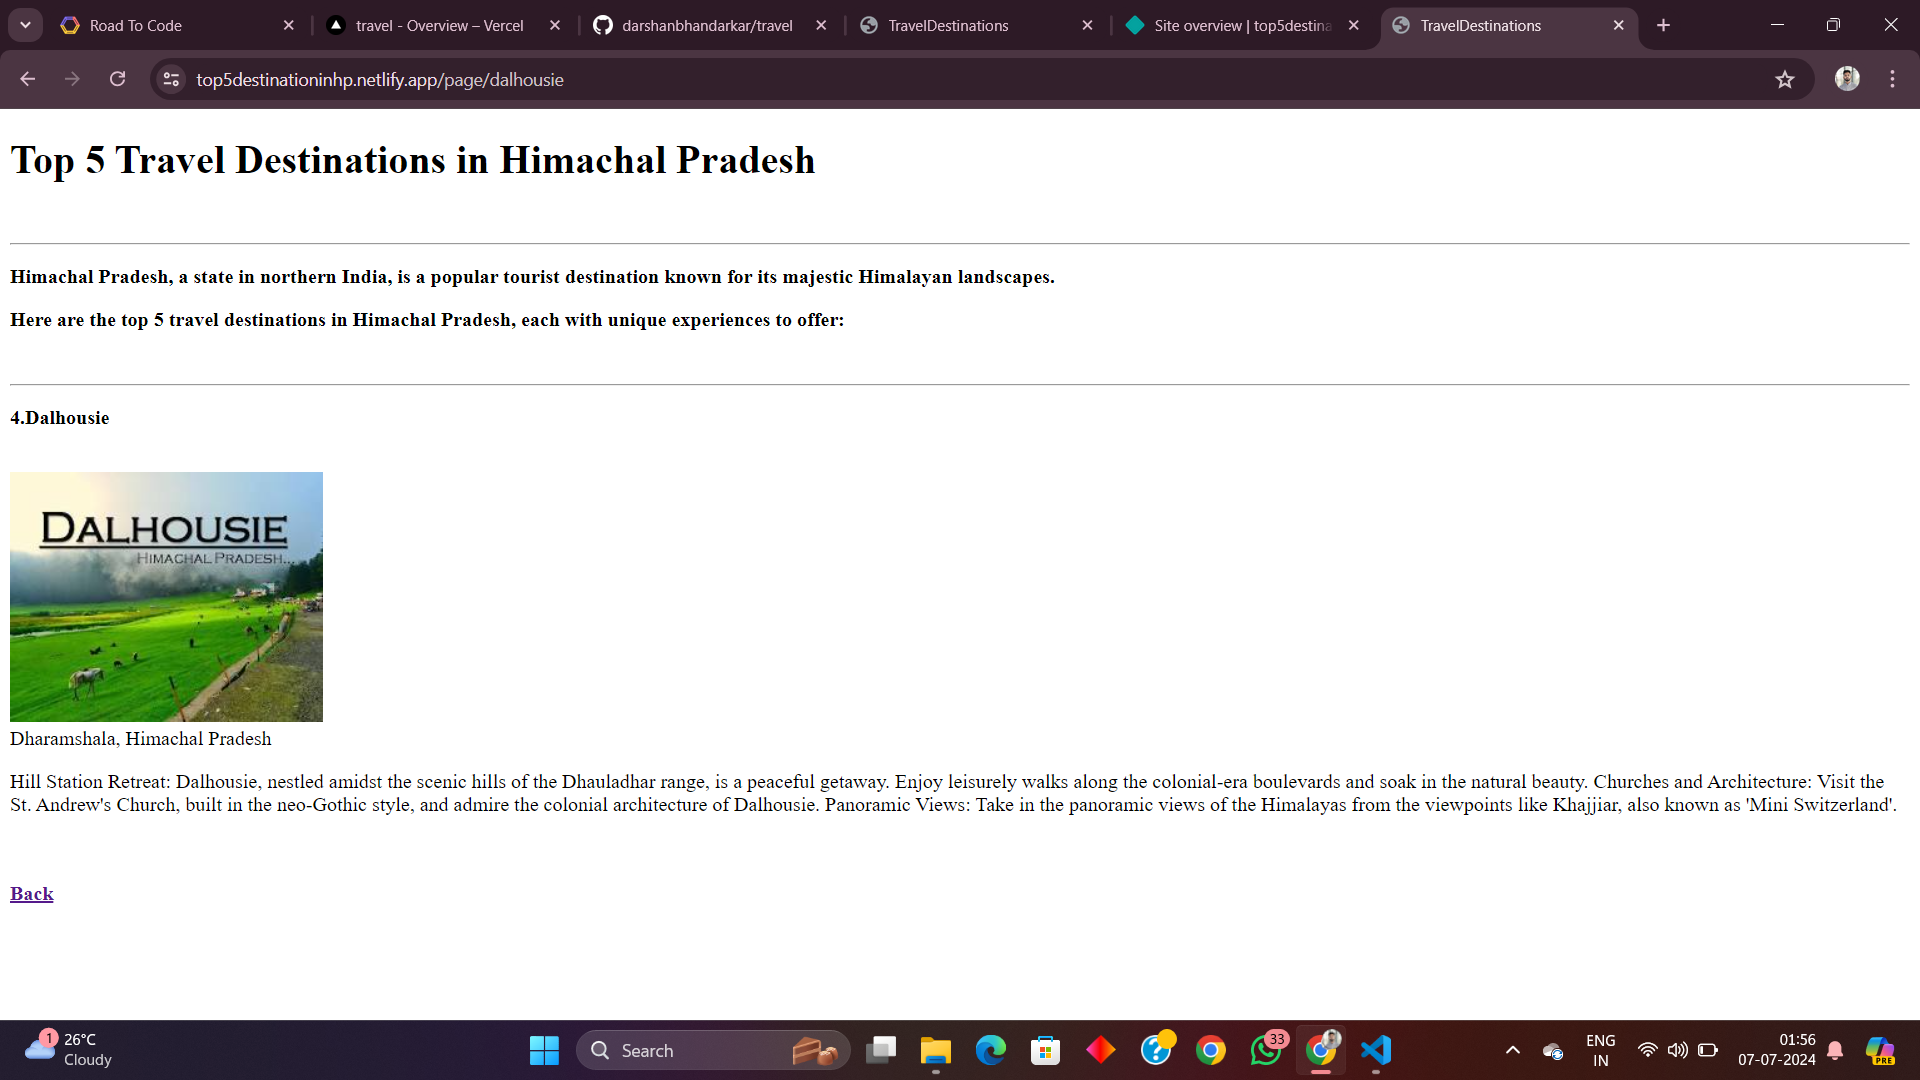 Road To Code
travel - Overview – Vercel
darshanbhandarkar/travel
TravelDestinations
Site overview | top5destina
TravelDestinations
top5destinationinhp.netlify.app/page/dalhousie
Top 5 Travel Destinations in Himachal Pradesh
Himachal Pradesh, a state in northern India, is a popular tourist destination known for its majestic Himalayan landscapes.
Here are the top 5 travel destinations in Himachal Pradesh, each with unique experiences to offer:
4.Dalhousie
DALHOUSIE
HIMACHAL PRADESH...
Dharamshala, Himachal Pradesh
Hill Station Retreat: Dalhousie, nestled amidst the scenic hills of the Dhauladhar range, is a peaceful getaway. Enjoy leisurely walks along the colonial-era boulevards and soak in the natural beauty. Churches and Architecture: Visit the
St. Andrew's Church, built in the neo-Gothic style, and admire the colonial architecture of Dalhousie. Panoramic Views: Take in the panoramic views of the Himalayas from the viewpoints like Khajjiar, also known as 'Mini Switzerland'.
Back
1
26°C
Cloudy
Search
33
ENG
IN
01:56
07-07-2024
PRE